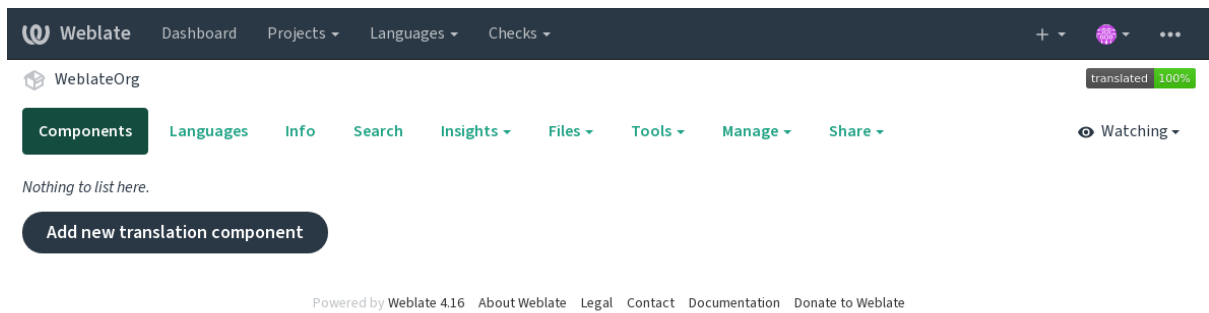 Weblate Dashboard Projects Languages Checks
WeblateOrg translated 100%
Components Languages Info Search Insights Files Tools Manage Share Watching
Nothing to list here.
Add new translation component
Powered by Weblate 4.16 About Weblate Legal Contact Documentation Donate to Weblate